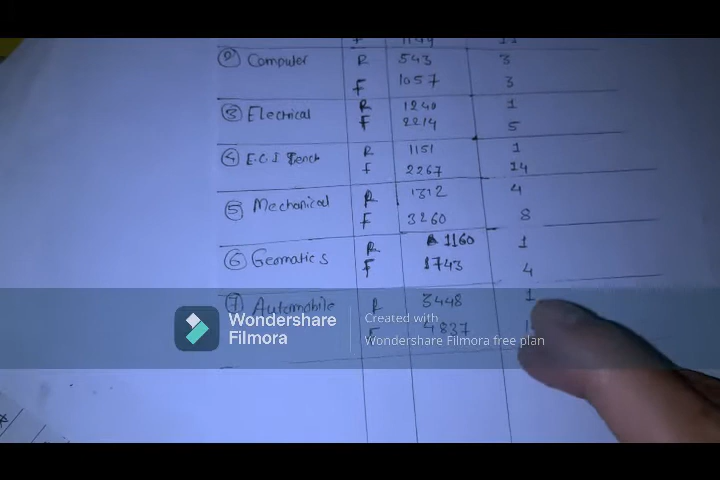 F 1144 11
② Computer R 543 3
F 1057 3
③ Electrical R 1240 1
F 2214 5
④ E.C.I R 1151 1
F 2267 14
⑤ Mechanical R 1312 4
F 3260 8
⑥ Geomatics R 1160 1
F 1743 4
⑦ Automobile R 3448 1
F 4837
Wondershare
Filmora
Created with
Wondershare Filmora free plan